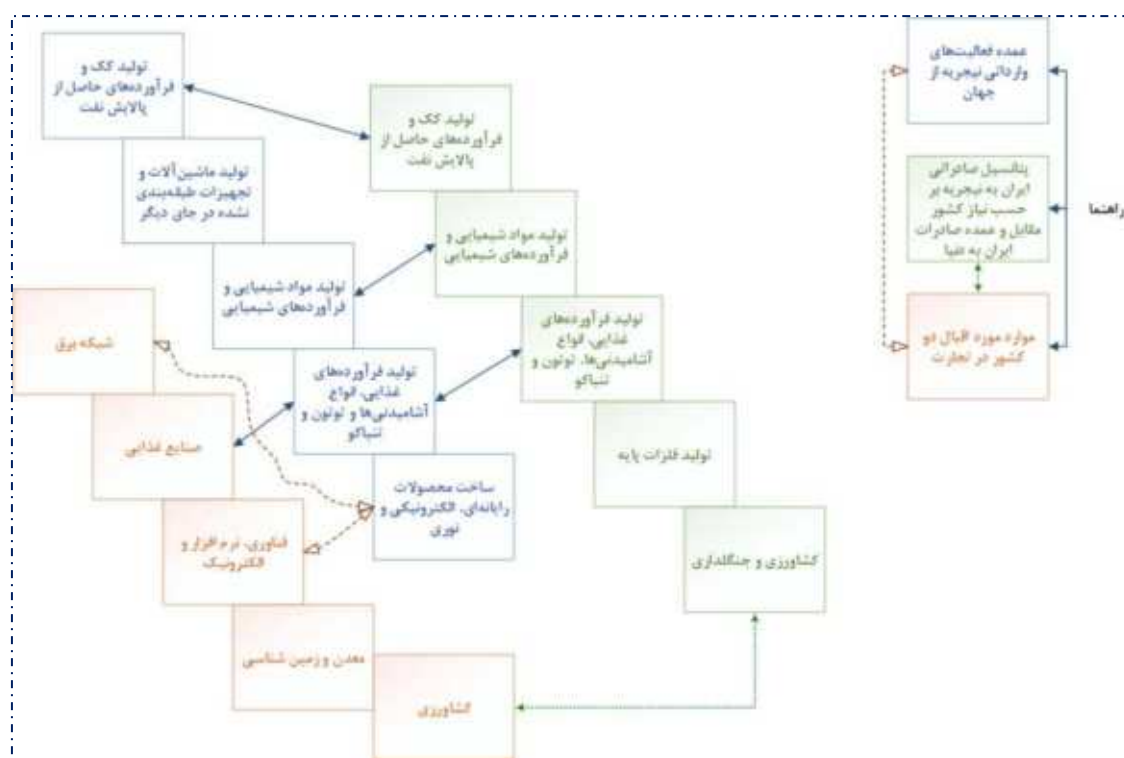 راهنما
عمده فعالیت‌های
وارداتی نیجریه از
جهان
پتانسیل صادراتی
ایران به نیجریه بر
حسب نیاز کشور
مقابل و عمده صادرات
ایران به دنیا
موارد مورد اقبال دو
کشور در تجارت
تولید کک و
فرآورده‌های حاصل از
پالایش نفت
تولید مواد شیمیایی و
فرآورده‌های شیمیایی
تولید فرآورده‌های
غذایی، انواع
آشامیدنی‌ها، توتون و
تنباکو
تولید فلزات پایه
کشاورزی و جنگلداری
تولید کک و
فرآورده‌های حاصل از
پالایش نفت
تولید ماشین آلات و
تجهیزات طبقه‌بندی
نشده در جای دیگر
تولید مواد شیمیایی و
فرآورده‌های شیمیایی
تولید فرآورده‌های
غذایی، انواع
آشامیدنی‌ها و توتون و
تنباکو
ساخت محصولات
رایانه‌ای، الکترونیکی و
نوری
شبکه برق
صنایع غذایی
فناوری، نرم افزار و
الکترونیک
معدن و زمین شناسی
کشاورزی